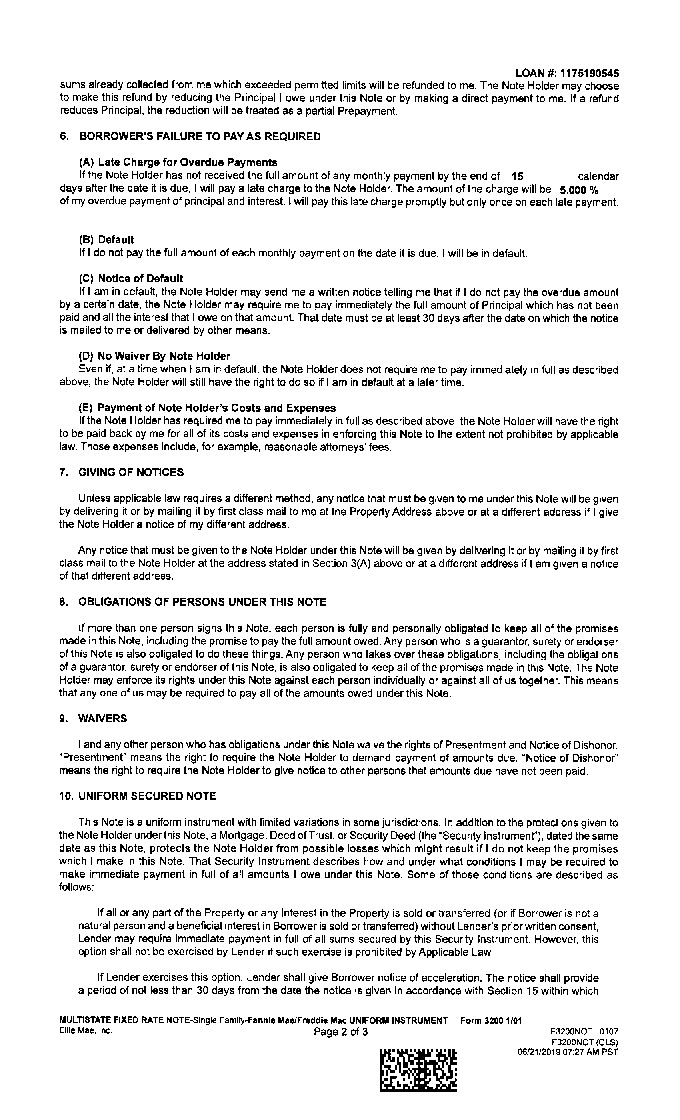 LOAN #: 1175190545
sums already collected from me which exceeded permitted limits will be refunded to me. The Note Holder may choose
to make this refund by reducing the Principal I owe under this Note or by making a direct payment to me. If a refund
reduces Principal, the reduction will be treated as a partial Prepayment.
6. BORROWER'S FAILURE TO PAY AS REQUIRED
(A) Late Charge for Overdue Payments
If the Note Holder has not received the full amount of any monthly payment by the end of 15 calendar
days after the date it is due, I will pay a late charge to the Note Holder. The amount of the charge will be 5.000 %
of my overdue payment of principal and interest. I will pay this late charge promptly but only once on each late payment.
(B) Default
If I do not pay the full amount of each monthly payment on the date it is due, I will be in default.
(C) Notice of Default
If I am in default, the Note Holder may send me a written notice telling me that if I do not pay the overdue amount
by a certain date, the Note Holder may require me to pay immediately the full amount of Principal which has not been
paid and all the interest that I owe on that amount. That date must be at least 30 days after the date on which the notice
is mailed to me or delivered by other means.
(D) No Waiver By Note Holder
Even if, at a time when I am in default, the Note Holder does not require me to pay immediately in full as described
above, the Note Holder will still have the right to do so if I am in default at a later time.
(E) Payment of Note Holder's Costs and Expenses
If the Note Holder has required me to pay immediately in full as described above, the Note Holder will have the right
to be paid back by me for all of its costs and expenses in enforcing this Note to the extent not prohibited by applicable
law. Those expenses include, for example, reasonable attorneys' fees.
7. GIVING OF NOTICES
Unless applicable law requires a different method, any notice that must be given to me under this Note will be given
by delivering it or by mailing it by first class mail to me at the Property Address above or at a different address if I give
the Note Holder a notice of my different address.
Any notice that must be given to the Note Holder under this Note will be given by delivering it or by mailing it by first
class mail to the Note Holder at the address stated in Section 3(A) above or at a different address if I am given a notice
of that different address.
8. OBLIGATIONS OF PERSONS UNDER THIS NOTE
If more than one person signs this Note, each person is fully and personally obligated to keep all of the promises
made in this Note, including the promise to pay the full amount owed. Any person who is a guarantor, surety or endorser
of this Note is also obligated to do these things. Any person who takes over these obligations, including the obligations
of a guarantor, surety or endorser of this Note, is also obligated to keep all of the promises made in this Note. The Note
Holder may enforce its rights under this Note against each person individually or against all of us together. This means
that any one of us may be required to pay all of the amounts owed under this Note.
9. WAIVERS
I and any other person who has obligations under this Note waive the rights of Presentment and Notice of Dishonor.
"Presentment" means the right to require the Note Holder to demand payment of amounts due. "Notice of Dishonor"
means the right to require the Note Holder to give notice to other persons that amounts due have not been paid.
10. UNIFORM SECURED NOTE
This Note is a uniform instrument with limited variations in some jurisdictions. In addition to the protections given to
the Note Holder under this Note, a Mortgage, Deed of Trust, or Security Deed (the "Security Instrument"), dated the same
date as this Note, protects the Note Holder from possible losses which might result if I do not keep the promises
which I make in this Note. That Security Instrument describes how and under what conditions I may be required to
make immediate payment in full of all amounts I owe under this Note. Some of those conditions are described as
follows:
If all or any part of the Property or any Interest in the Property is sold or transferred (or if Borrower is not a
natural person and a beneficial interest in Borrower is sold or transferred) without Lender's prior written consent,
Lender may require immediate payment in full of all sums secured by this Security Instrument. However, this
option shall not be exercised by Lender if such exercise is prohibited by Applicable Law
If Lender exercises this option, Lender shall give Borrower notice of acceleration. The notice shall provide
a period of not less than 30 days from the date the notice is given in accordance with Section 15 within which
MULTISTATE FIXED RATE NOTE-Single Family-Fannie Mae/Freddie Mac UNIFORM INSTRUMENT Form 3200 1/01
Ellie Mae, Inc. Page 2 of 3 F3200NOT 0107
F3200NOT (CLS)
06/21/2019 07:27 AM PST